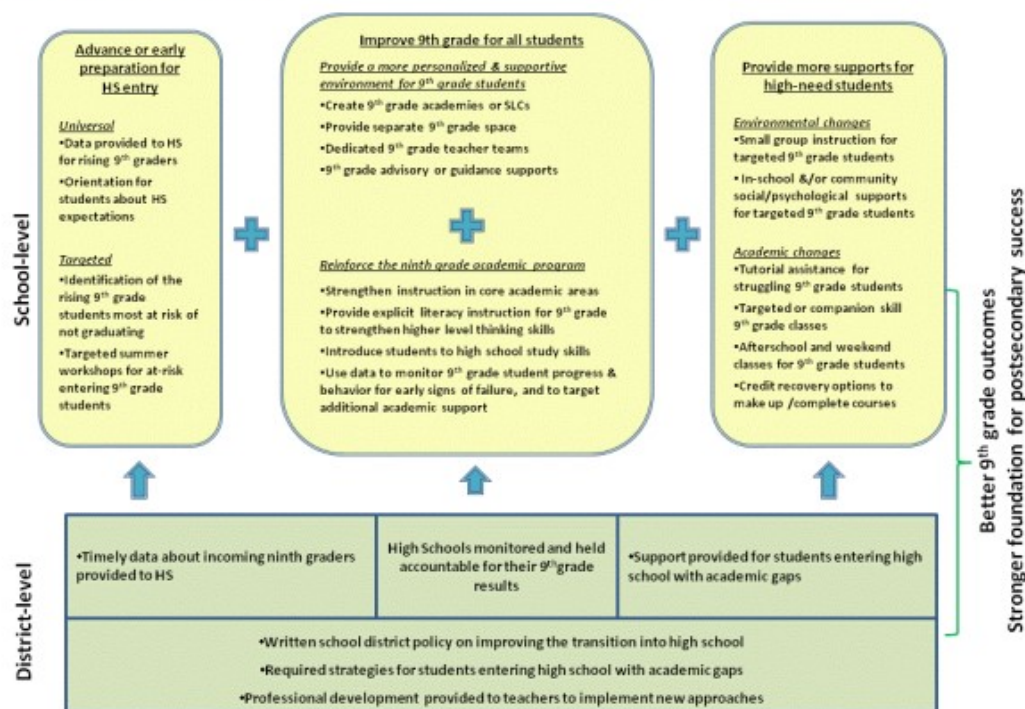 School-level
Advance or early
preparation for
HS entry
Universal
•Data provided to HS
for rising 9th graders
•Orientation for
students about HS
expectations
Targeted
•Identification of the
rising 9th grade
students most at risk of
not graduating
•Targeted summer
workshops for at-risk
entering 9th grade
students
Improve 9th grade for all students
Provide a more personalized & supportive
environment for 9th grade students
•Create 9th grade academies or SLCs
•Provide separate 9th grade space
•Dedicated 9th grade teacher teams
•9th grade advisory or guidance supports
Reinforce the ninth grade academic program
•Strengthen instruction in core academic areas
•Provide explicit literacy instruction for 9th grade
to strengthen higher level thinking skills
•Introduce students to high school study skills
•Use data to monitor 9th grade student progress &
behavior for early signs of failure, and to target
additional academic support
Provide more supports for
high-need students
Environmental changes
•Small group instruction for
targeted 9th grade students
• In-school &/or community
social/psychological supports
for targeted 9th grade students
Academic changes
•Tutorial assistance for
struggling 9th grade students
•Targeted or companion skill
9th grade classes
•Afterschool and weekend
classes for 9th grade students
•Credit recovery options to
make up /complete courses
District-level
•Timely data about incoming ninth graders
provided to HS
High Schools monitored and held
accountable for their 9thgrade
results
•Support provided for students entering high
school with academic gaps
•Written school district policy on improving the transition into high school
•Required strategies for students entering high school with academic gaps
•Professional development provided to teachers to implement new approaches
Better 9th grade outcomes
Stronger foundation for postsecondary success